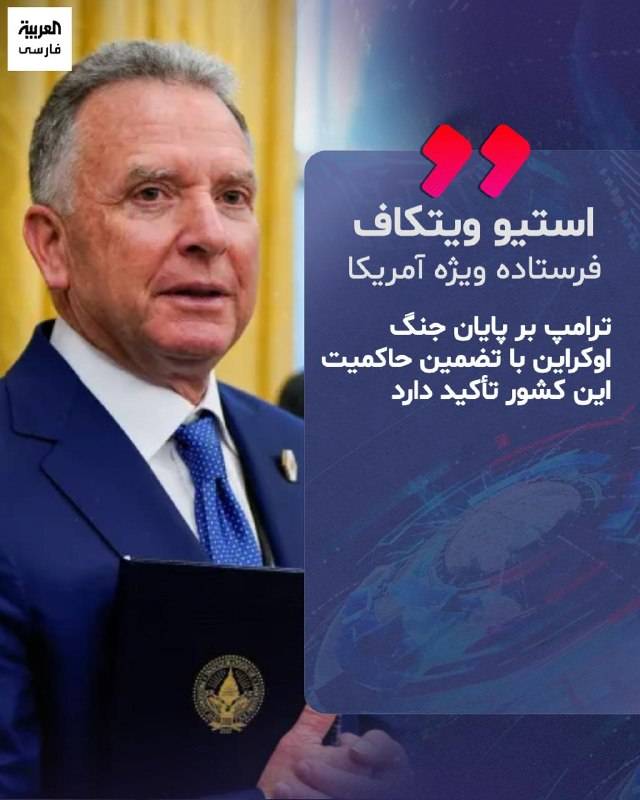 العربية
فارسی
استیو ویتکاف
فرستاده ویژه آمریکا
ترامپ بر پایان جنگ
اوکراین با تضمین حاکمیت
این کشور تأکید دارد